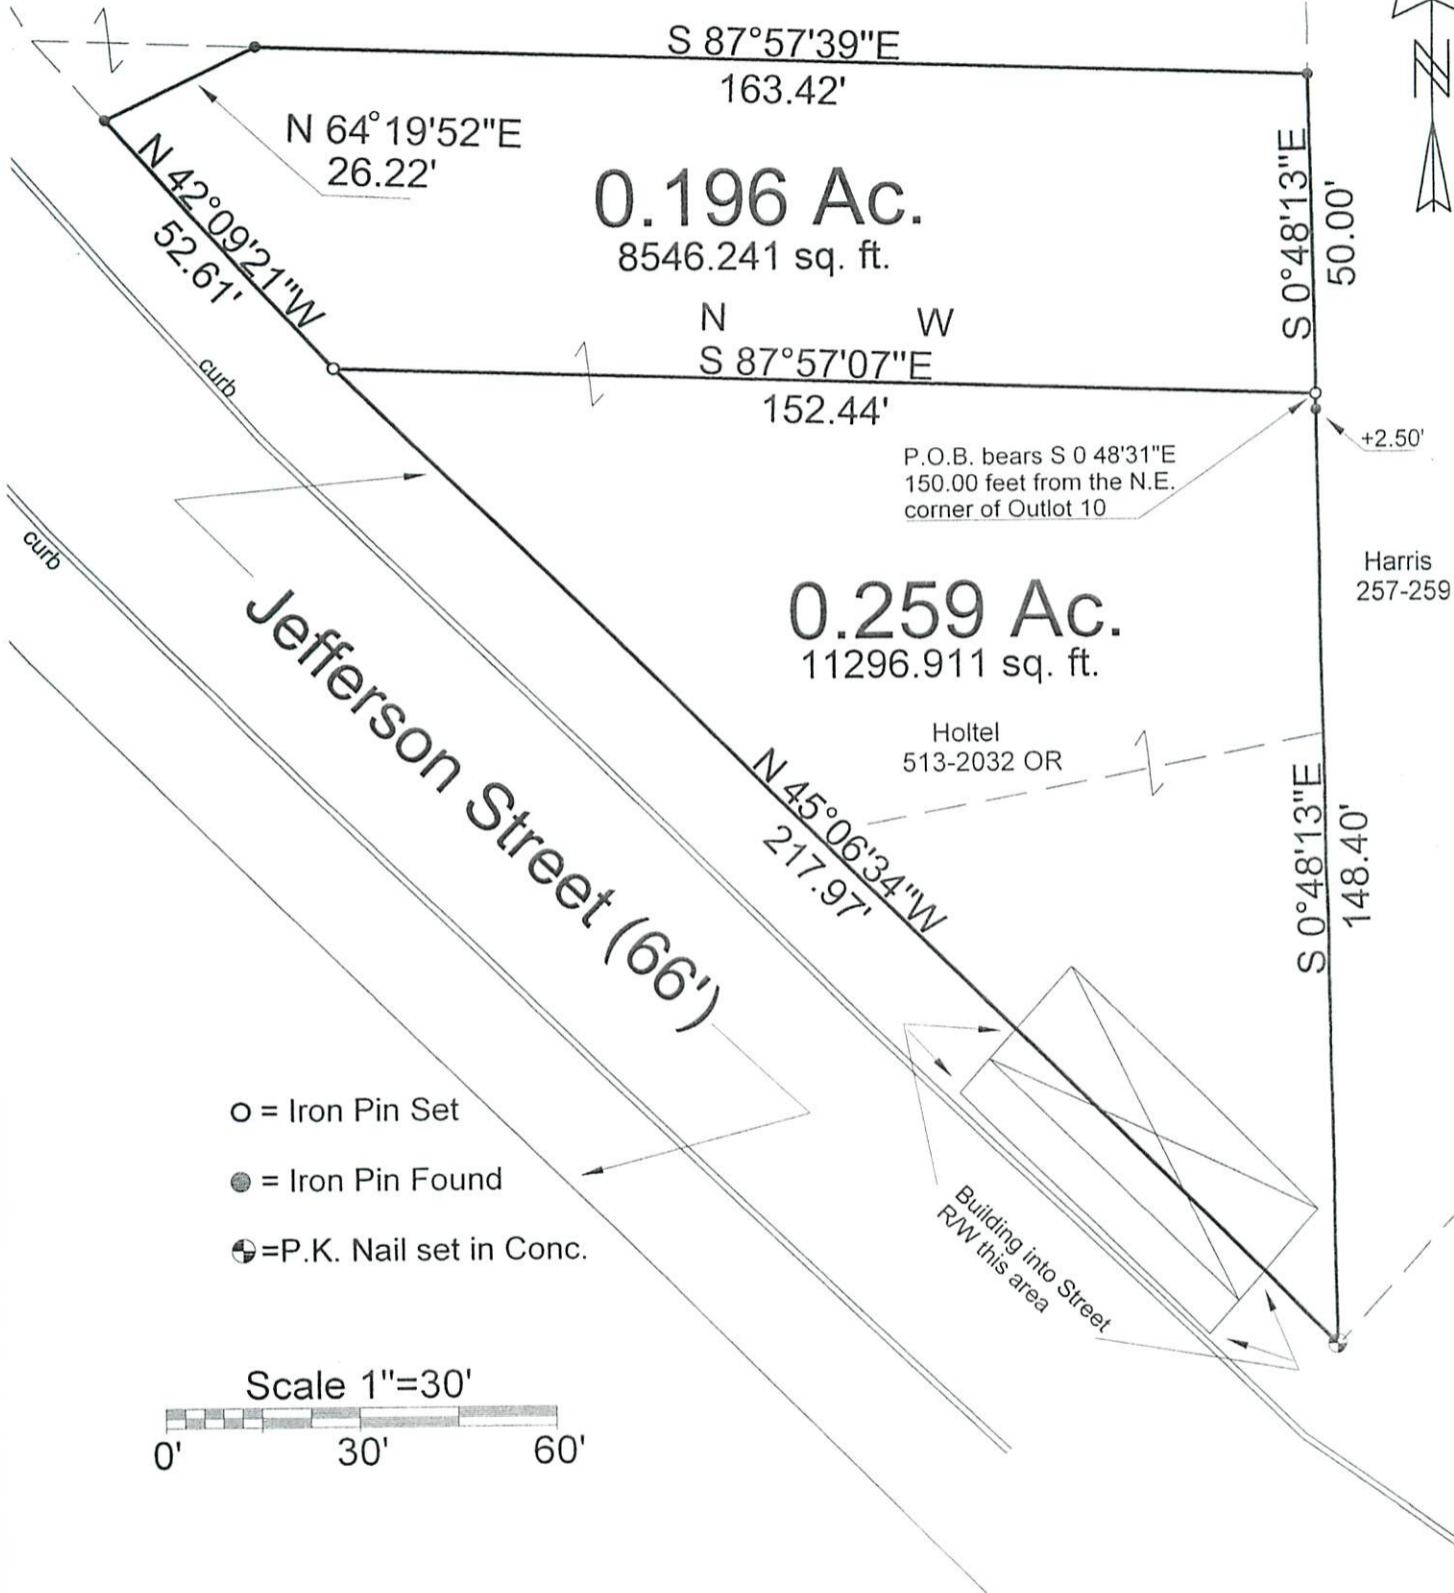 S 87°57'39"E
163.42'
N
N 64°19'52"E
26.22'
N 42°09'21"W
52.61'
0.196 Ac.
8546.241 sq. ft.
S 0°48'13"E
50.00'
N W
S 87°57'07"E
152.44'
curb
+2.50'
P.O.B. bears S 0 48'31"E
150.00 feet from the N.E.
corner of Outlot 10
curb
Harris
257-259
0.259 Ac.
11296.911 sq. ft.
Jefferson Street (66')
Holtel
513-2032 OR
N 45°06'34"W
217.97'
S 0°48'13"E
148.40'
= Iron Pin Set
= Iron Pin Found
=P.K. Nail set in Conc.
Building into Street
R/W this area
Scale 1"=30'
0' 30' 60'